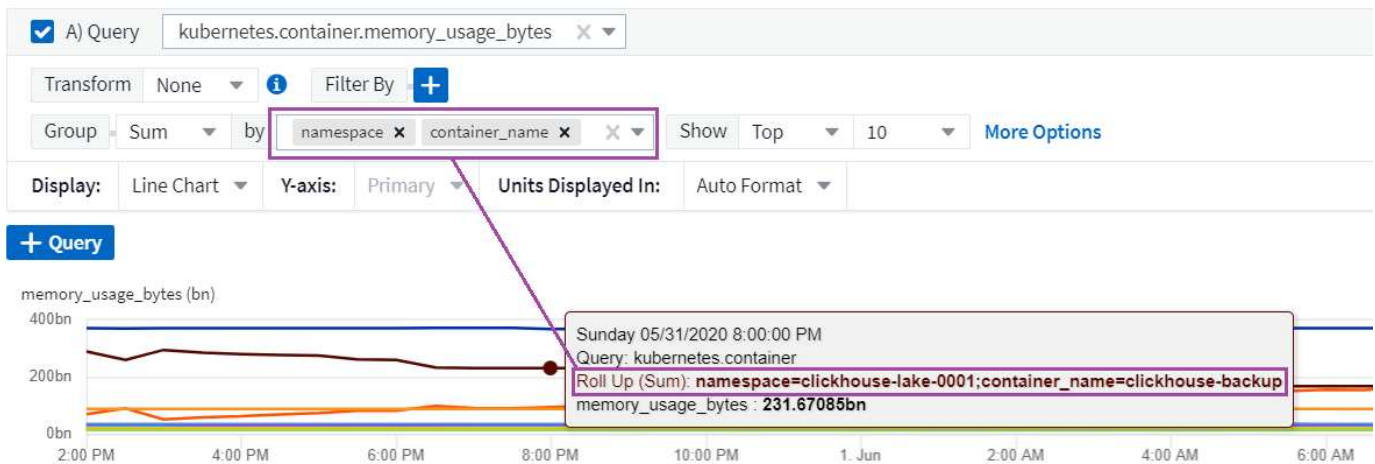 A) Query kubernetes.container.memory_usage_bytes × 
Transform None i Filter By +
Group Sum by namespace × container_name × × Show Top 10 More Options
Display: Line Chart Y-axis: Primary Units Displayed In: Auto Format
+ Query
memory_usage_bytes (bn)
400bn
Sunday 05/31/2020 8:00:00 PM
Query: kubernetes.container
200bn
Roll Up (Sum): namespace=clickhouse-lake-0001;container_name=clickhouse-backup
memory_usage_bytes : 231.67085bn
0bn
2:00 PM 4:00 PM 6:00 PM 8:00 PM 10:00 PM 1. Jun 2:00 AM 4:00 AM 6:00 AM